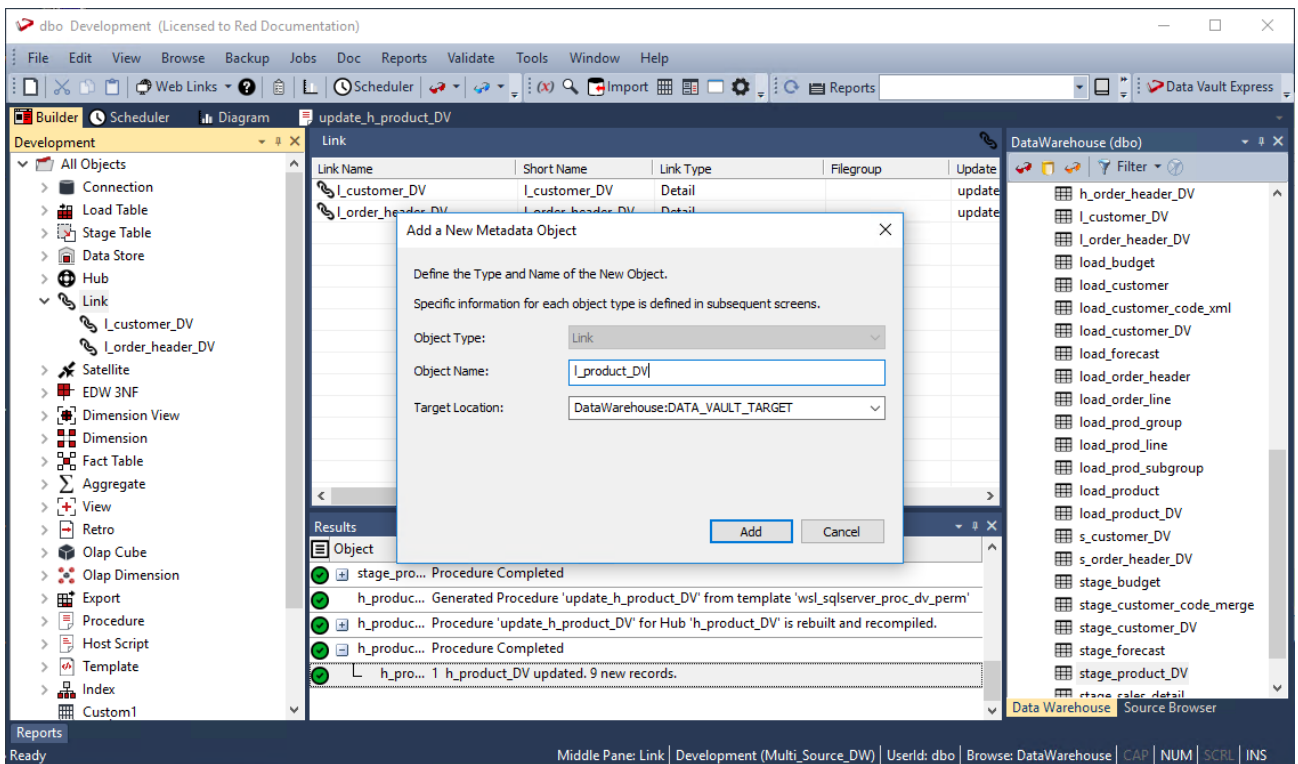 dbo Development (Licensed to Red Documentation)
File Edit View Browse Backup Jobs Doc Reports Validate Tools Window Help
Web Links Scheduler (x) Import Reports Data Vault Express
Builder Scheduler Diagram update_h_product_DV
Development
All Objects
Connection
Load Table
Stage Table
Data Store
Hub
Link
l_customer_DV
l_order_header_DV
Satellite
EDW 3NF
Dimension View
Dimension
Fact Table
Aggregate
View
Retro
Olap Cube
Olap Dimension
Export
Procedure
Host Script
Template
Index
Custom1
Link
Link Name Short Name Link Type Filegroup Update
l_customer_DV l_customer_DV Detail update
l_order_header_DV l_order_header_DV Detail update
Add a New Metadata Object
Define the Type and Name of the New Object.
Specific information for each object type is defined in subsequent screens.
Object Type: Link
Object Name: l_product_DV
Target Location: DataWarehouse:DATA_VAULT_TARGET
Add Cancel
Results
Object
stage_pro... Procedure Completed
h_produc... Generated Procedure 'update_h_product_DV' from template 'wsl_sqlserver_proc_dv_perm'
h_produc... Procedure 'update_h_product_DV' for Hub 'h_product_DV' is rebuilt and recompiled.
h_produc... Procedure Completed
h_pro... 1 h_product_DV updated. 9 new records.
DataWarehouse (dbo)
Filter
h_order_header_DV
l_customer_DV
l_order_header_DV
load_budget
load_customer
load_customer_code_xml
load_customer_DV
load_forecast
load_order_header
load_order_line
load_prod_group
load_prod_line
load_prod_subgroup
load_product
load_product_DV
s_customer_DV
s_order_header_DV
stage_budget
stage_customer_code_merge
stage_customer_DV
stage_forecast
stage_product_DV
stage_sales_detail
Data Warehouse Source Browser
Reports
Ready Middle Pane: Link Development (Multi_Source_DW) UserId: dbo Browse: DataWarehouse CAP NUM SCRL INS